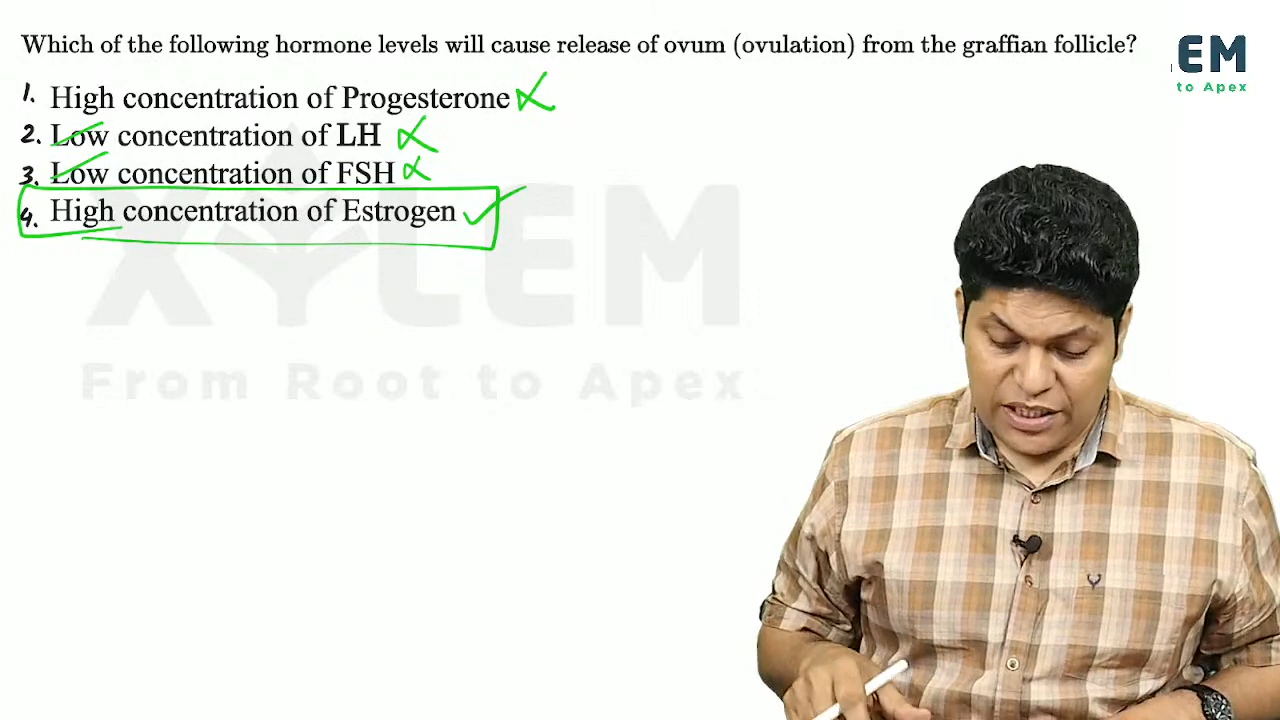 Which of the following hormone levels will cause release of ovum (ovulation) from the graffian follicle?
EM
to Apex
1. High concentration of Progesterone
2. Low concentration of LH
3. Low concentration of FSH
4. High concentration of Estrogen
XYLEM
From Root to Apex